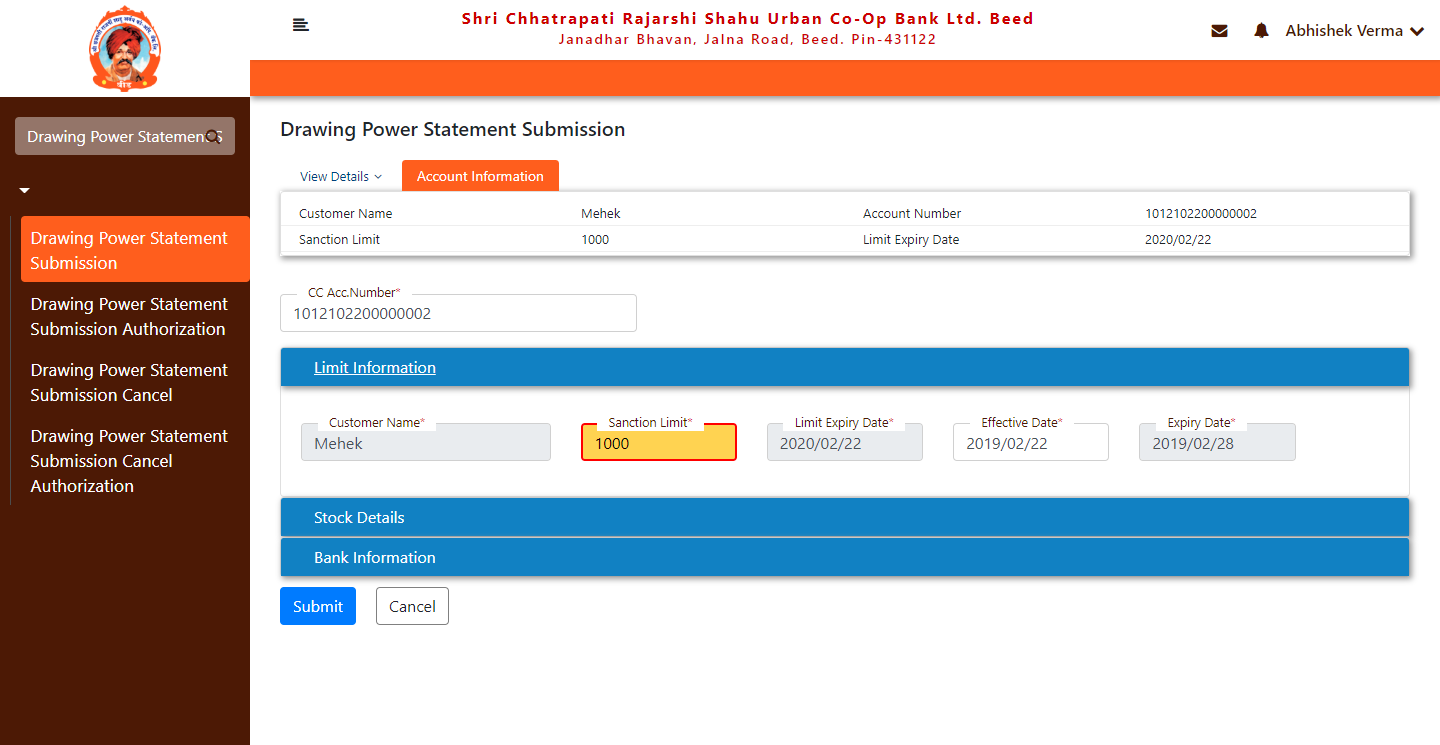 Shri Chhatrapati Rajarshi Shahu Urban Co-Op Bank Ltd. Beed
Janadhar Bhavan, Jalna Road, Beed. Pin-431122
Abhishek Verma
बीड
Drawing Power Statement
Drawing Power Statement
Submission
Drawing Power Statement
Submission Authorization
Drawing Power Statement
Submission Cancel
Drawing Power Statement
Submission Cancel
Authorization
Drawing Power Statement Submission
View Details
Account Information
Customer Name Mehek Account Number 1012102200000002
Sanction Limit 1000 Limit Expiry Date 2020/02/22
CC Acc.Number*
1012102200000002
Limit Information
Customer Name* Sanction Limit* Limit Expiry Date* Effective Date* Expiry Date*
Mehek 1000 2020/02/22 2019/02/22 2019/02/28
Stock Details
Bank Information
Submit Cancel